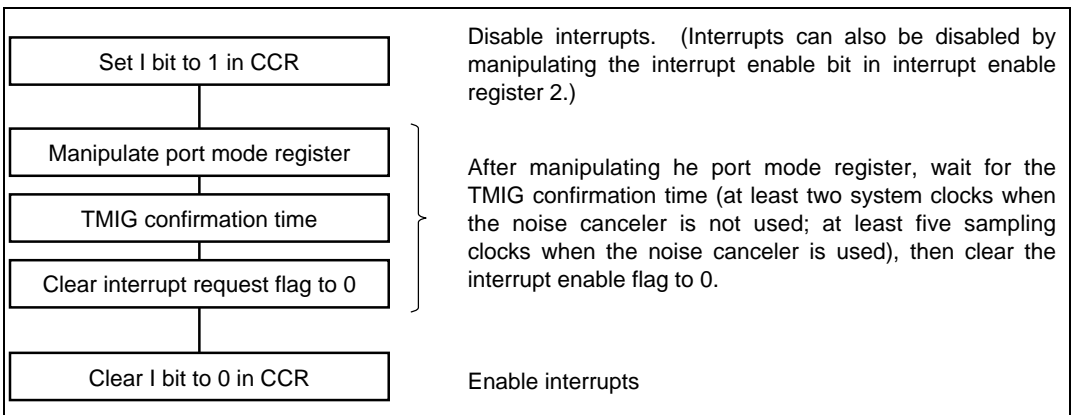 Set I bit to 1 in CCR
Disable interrupts. (Interrupts can also be disabled by
manipulating the interrupt enable bit in interrupt enable
register 2.)
Manipulate port mode register
TMIG confirmation time
Clear interrupt request flag to 0
After manipulating he port mode register, wait for the
TMIG confirmation time (at least two system clocks when
the noise canceler is not used; at least five sampling
clocks when the noise canceler is used), then clear the
interrupt enable flag to 0.
Clear I bit to 0 in CCR
Enable interrupts